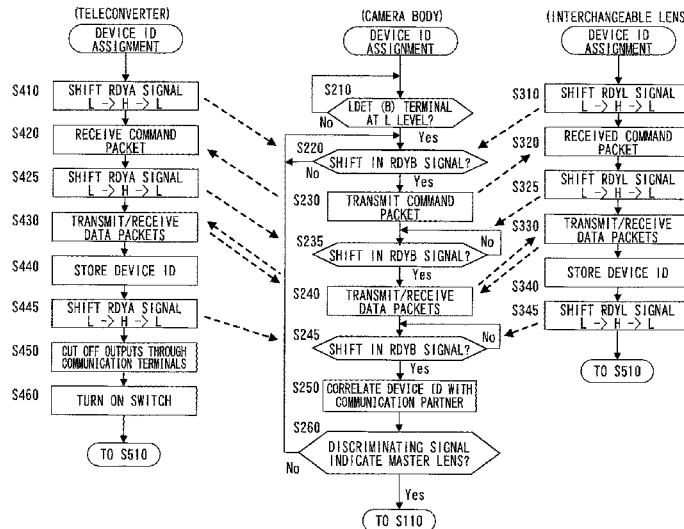 (TELECONVERTER)
DEVICE ID
ASSIGNMENT
S410
SHIFT RDYA SIGNAL
L -> H -> L
S420
RECEIVE COMMAND
PACKET
S425
SHIFT RDYA SIGNAL
L -> H -> L
S430
TRANSMIT/RECEIVE
DATA PACKETS
S440
STORE DEVICE ID
S445
SHIFT RDYA SIGNAL
L -> H -> L
S450
CUT OFF OUTPUTS THROUGH
COMMUNICATION TERMINALS
S460
TURN ON SWITCH
TO S510
(CAMERA BODY)
DEVICE ID
ASSIGNMENT
S210
LDET (B) TERMINAL
AT L LEVEL?
No
Yes
S220
SHIFT IN RDYB SIGNAL?
No
Yes
S230
TRANSMIT COMMAND
PACKET
S235
No
SHIFT IN RDYB SIGNAL?
Yes
S240
TRANSMIT/RECEIVE
DATA PACKETS
S245
No
SHIFT IN RDYB SIGNAL?
Yes
S250
CORRELATE DEVICE ID WITH
COMMUNICATION PARTNER
S260
DISCRIMINATING SIGNAL
INDICATE MASTER LENS?
No
Yes
TO S110
(INTERCHANGEABLE LENS)
DEVICE ID
ASSIGNMENT
S310
SHIFT RDYL SIGNAL
L -> H -> L
S320
RECEIVED COMMAND
PACKET
S325
SHIFT RDYL SIGNAL
L -> H -> L
S330
TRANSMIT/RECEIVE
DATA PACKETS
STORE DEVICE ID
S340
S345
SHIFT RDYL SIGNAL
L -> H -> L
TO S510